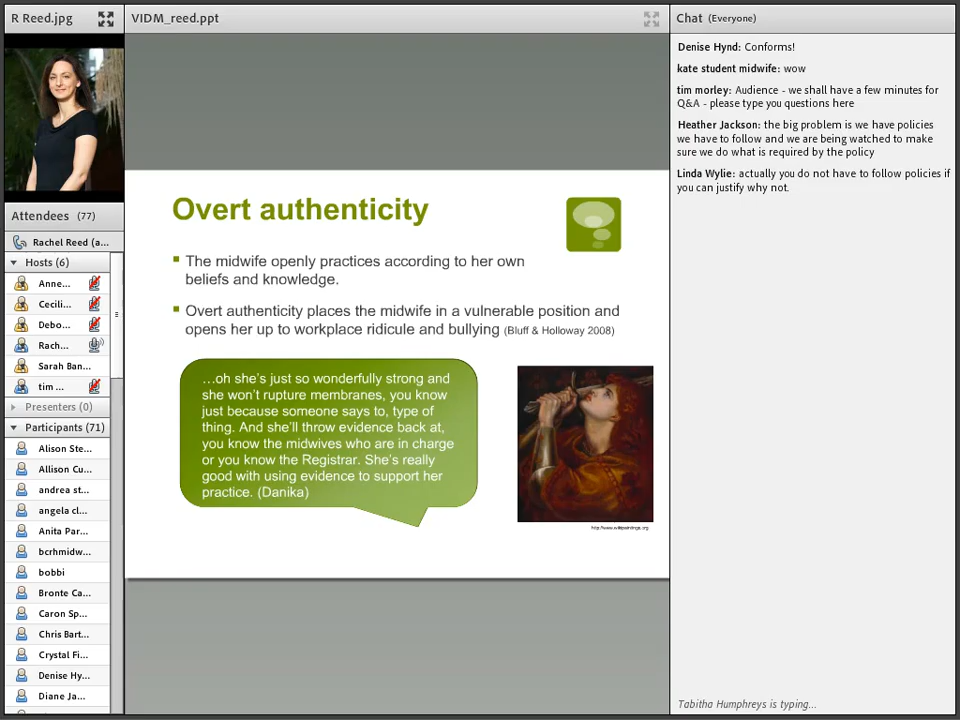 R Reed.jpg
VIDM_reed.ppt
Chat (Everyone)
Attendees (77)
Rachel Reed (a...
Hosts (6)
Anne...
Cecili...
Debo...
Rach...
Sarah Ban...
tim ...
Presenters (0)
Participants (71)
Alison Ste...
Allison Cu...
andrea st...
angela cl...
Anita Par...
bcrhmidw...
bobbi
Bronte Ca...
Caron Sp...
Chris Bart...
Crystal Fi...
Denise Hy...
Diane Ja...
Overt authenticity
The midwife openly practices according to her own
beliefs and knowledge.
Overt authenticity places the midwife in a vulnerable position and
opens her up to workplace ridicule and bullying (Bluff & Holloway 2008)
…oh she's just so wonderfully strong and
she won't rupture membranes, you know
just because someone says to, type of
thing. And she'll throw evidence back at,
you know the midwives who are in charge
or you know the Registrar. She's really
good with using evidence to support her
practice. (Danika)
Denise Hynd: Conforms!
kate student midwife: wow
tim morley: Audience - we shall have a few minutes for
Q&A - please type you questions here
Heather Jackson: the big problem is we have policies
we have to follow and we are being watched to make
sure we do what is required by the policy
Linda Wylie: actually you do not have to follow policies if
you can justify why not.
Tabitha Humphreys is typing...